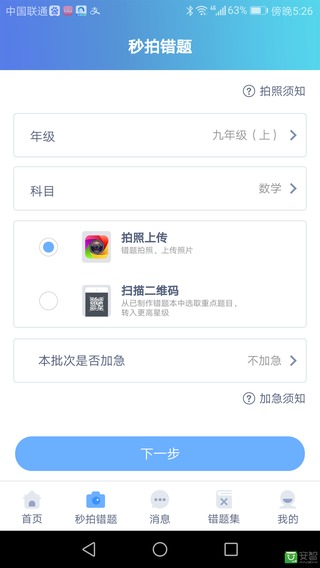 中国联通
4G 63% 傍晚5:26
秒拍错题
拍照须知
年级 九年级（上）
科目 数学
拍照上传
错题拍照、上传照片
扫描二维码
从已制作错题本中选取重点题目，
转入更高星级
本批次是否加急 不加急
加急须知
下一步
首页 秒拍错题 消息 错题集 我的
安智